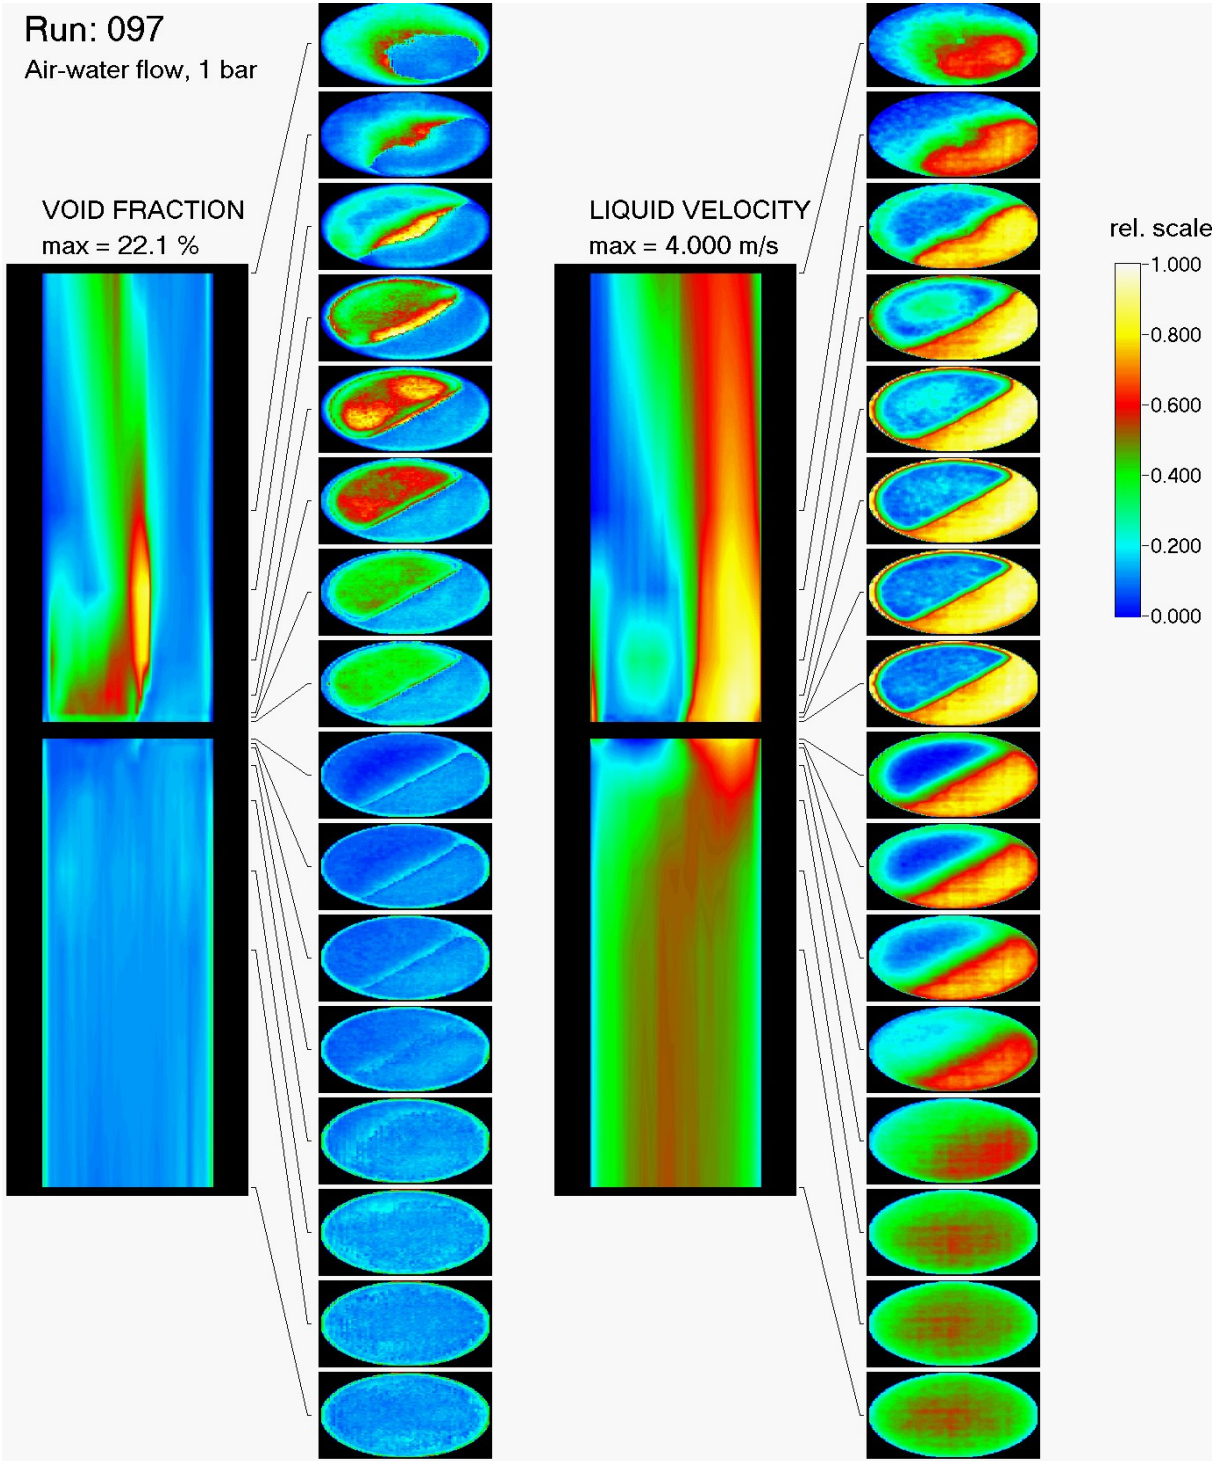 Run: 097
Air-water flow, 1 bar
VOID FRACTION
max = 22.1 %
LIQUID VELOCITY
max = 4.000 m/s
rel. scale
1.000
0.800
0.600
0.400
0.200
0.000